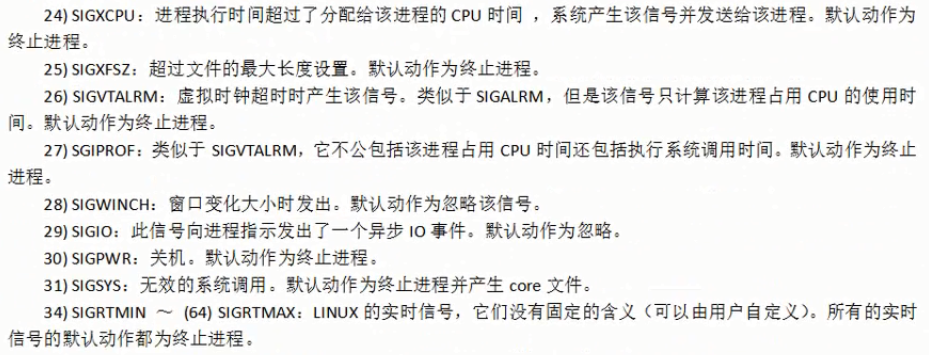 24) SIGXCPU：进程执行时间超过了分配给该进程的 CPU 时间 ，系统产生该信号并发送给该进程。默认动作为
终止进程。
25) SIGXFSZ：超过文件的最大长度设置。默认动作为终止进程。
26) SIGVTALRM：虚拟时钟超时时产生该信号。类似于 SIGALRM，但是该信号只计算该进程占用 CPU 的使用时
间。默认动作为终止进程。
27) SGIPROF：类似于 SIGVTALRM，它不公包括该进程占用 CPU 时间还包括执行系统调用时间。默认动作为终止
进程。
28) SIGWINCH：窗口变化大小时发出。默认动作为忽略该信号。
29) SIGIO：此信号向进程指示发出了一个异步 IO 事件。默认动作为忽略。
30) SIGPWR：关机。默认动作为终止进程。
31) SIGSYS：无效的系统调用。默认动作为终止进程并产生 core 文件。
34) SIGRTMIN ～ (64) SIGRTMAX：LINUX 的实时信号，它们没有固定的含义（可以由用户自定义）。所有的实时
信号的默认动作都为终止进程。